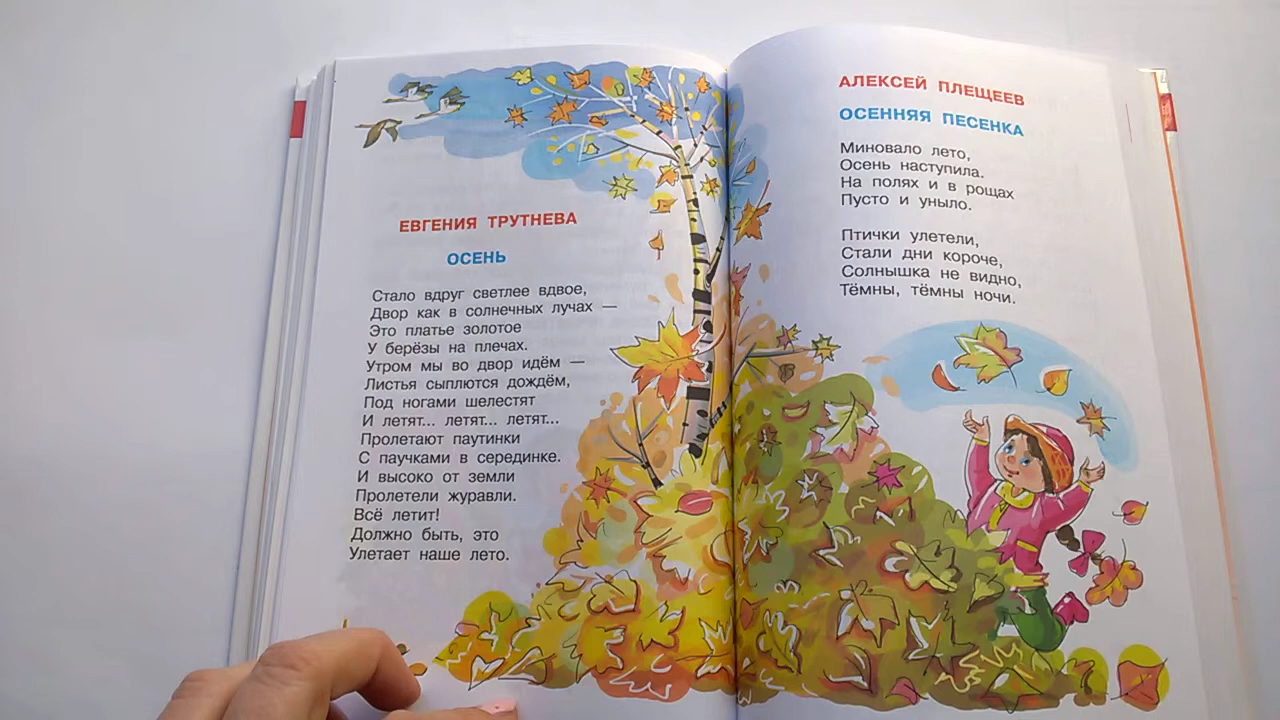 ЕВГЕНИЯ ТРУТНЕВА
ОСЕНЬ
Стало вдруг светлее вдвое,
Двор как в солнечных лучах —
Это платье золотое
У берёзы на плечах.
Утром мы во двор идём —
Листья сыплются дождём,
Под ногами шелестят
И летят... летят... летят...
Пролетают паутинки
С паучками в серединке.
И высоко от земли
Пролетели журавли.
Всё летит!
Должно быть, это
Улетает наше лето.
АЛЕКСЕЙ ПЛЕЩЕЕВ
ОСЕННЯЯ ПЕСЕНКА
Миновало лето,
Осень наступила.
На полях и в рощах
Пусто и уныло.
Птички улетели,
Стали дни короче,
Солнышка не видно,
Тёмны, тёмны ночи.